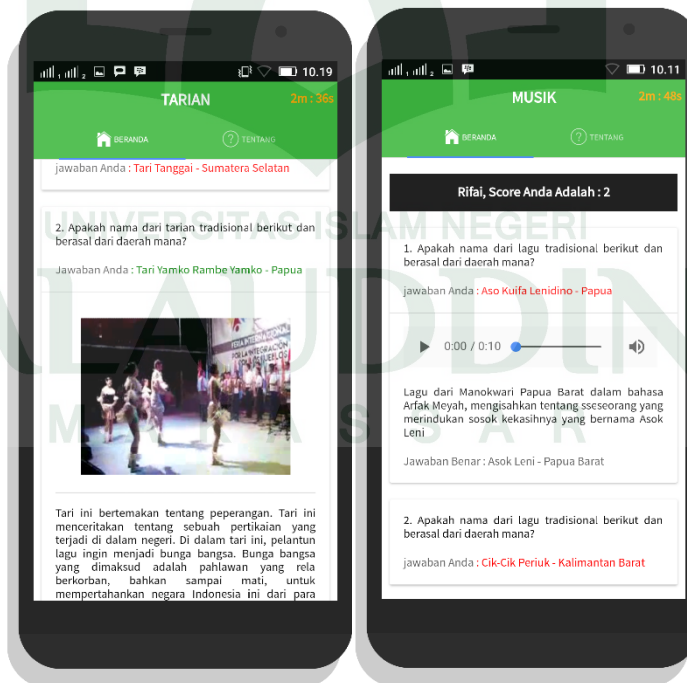 10.19
TARIAN
2m : 36s
BERANDA
TENTANG
jawaban Anda : Tari Tanggai - Sumatera Selatan
2. Apakah nama dari tarian tradisional berikut dan
berasal dari daerah mana?
Jawaban Anda : Tari Yamko Rambe Yamko - Papua
FERIA INTERNACIONAL
POR LA INTEGRACIÓN
Tari ini bertemakan tentang peperangan. Tari ini
menceritakan tentang sebuah pertikaian yang
terjadi di dalam negeri. Di dalam tari ini, pelantun
lagu ingin menjadi bunga bangsa. Bunga bangsa
yang dimaksud adalah pahlawan yang rela
berkorban, bahkan sampai mati, untuk
mempertahankan negara Indonesia ini dari para
10.11
MUSIK
2m : 48s
BERANDA
TENTANG
Rifai, Score Anda Adalah : 2
1. Apakah nama dari lagu tradisional berikut dan
berasal dari daerah mana?
jawaban Anda : Aso Kuifa Lenidino - Papua
0:00 / 0:10
Lagu dari Manokwari Papua Barat dalam bahasa
Arfak Meyah, mengisahkan tentang sseseorang yang
merindukan sosok kekasihnya yang bernama Asok
Leni
Jawaban Benar : Asok Leni - Papua Barat
2. Apakah nama dari lagu tradisional berikut dan
berasal dari daerah mana?
jawaban Anda : Cik-Cik Periuk - Kalimantan Barat
UNIVERSITAS ISLAM NEGERI
ALAUDDIN
MAKASSAR